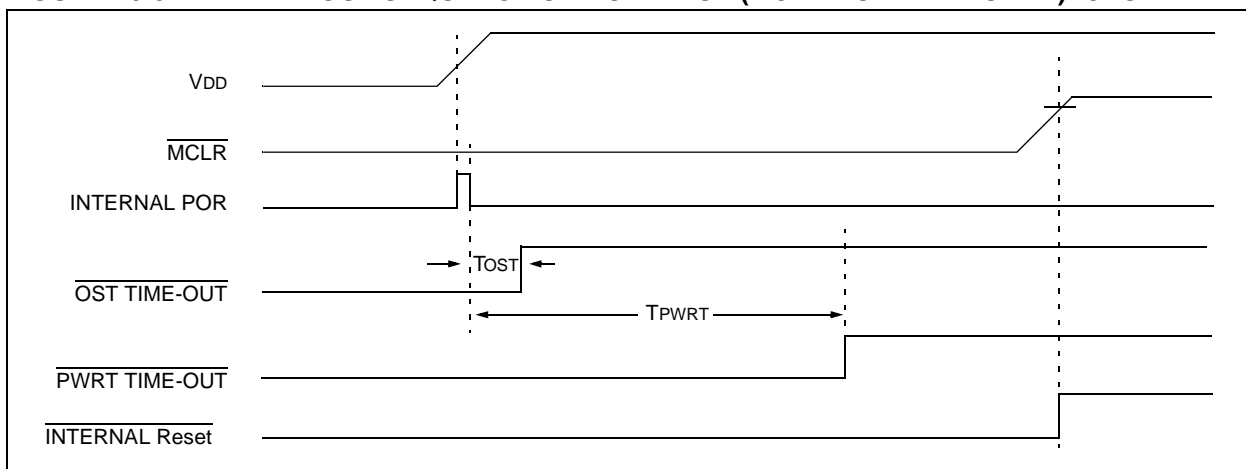 VDD
MCLR
INTERNAL POR
TOST
OST TIME-OUT
TPWRT
PWRT TIME-OUT
INTERNAL Reset